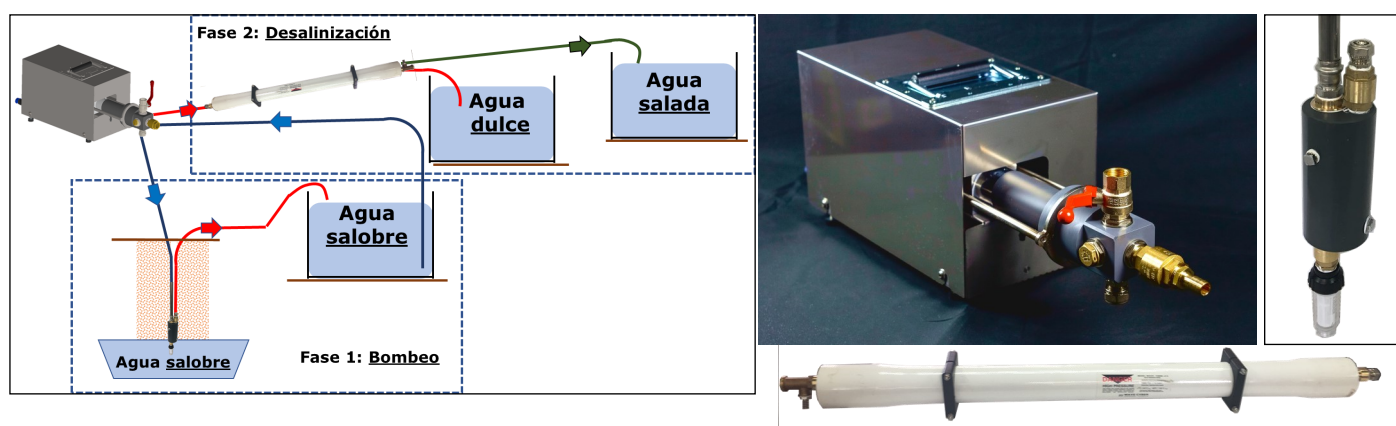 Fase 2: Desalinización
Agua
salada
Agua
dulce
Agua
salobre
Agua salobre
Fase 1: Bombeo